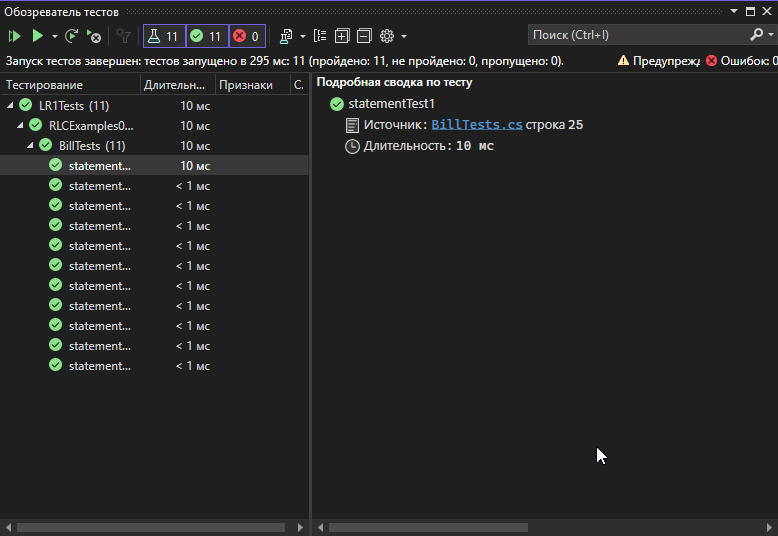 Обозреватель тестов
11 11 0 Поиск (Ctrl+I)
Запуск тестов завершен: тестов запущено в 295 мс: 11 (пройдено: 11, не пройдено: 0, пропущено: 0). Предупрежд Ошибок: 0
Тестирование Длительн... Признаки С.
LR1Tests (11) 10 мс
RLCExamples0... 10 мс
BillTests (11) 10 мс
statement... 10 мс
statement... < 1 мс
statement... < 1 мс
statement... < 1 мс
statement... < 1 мс
statement... < 1 мс
statement... < 1 мс
statement... < 1 мс
statement... < 1 мс
statement... < 1 мс
statement... < 1 мс
Подробная сводка по тесту
statementTest1
Источник: BillTests.cs строка 25
Длительность: 10 мс